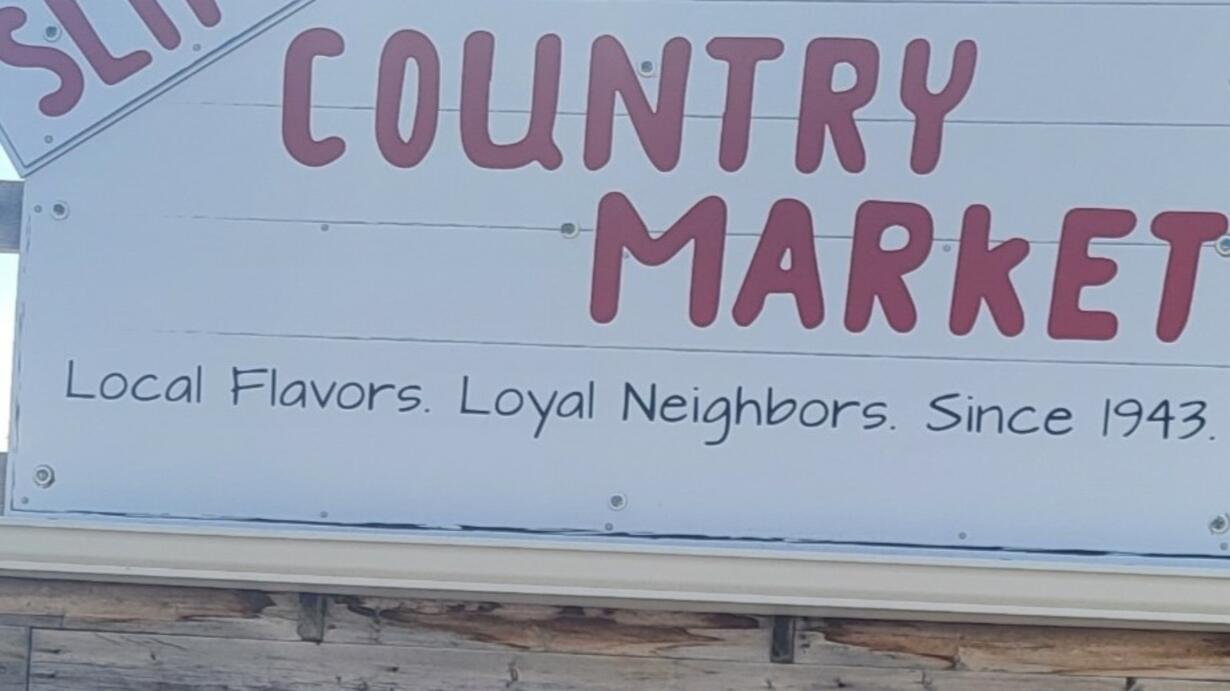 COUNTRY
MARKET
Local Flavors. Loyal Neighbors. Since 1943.